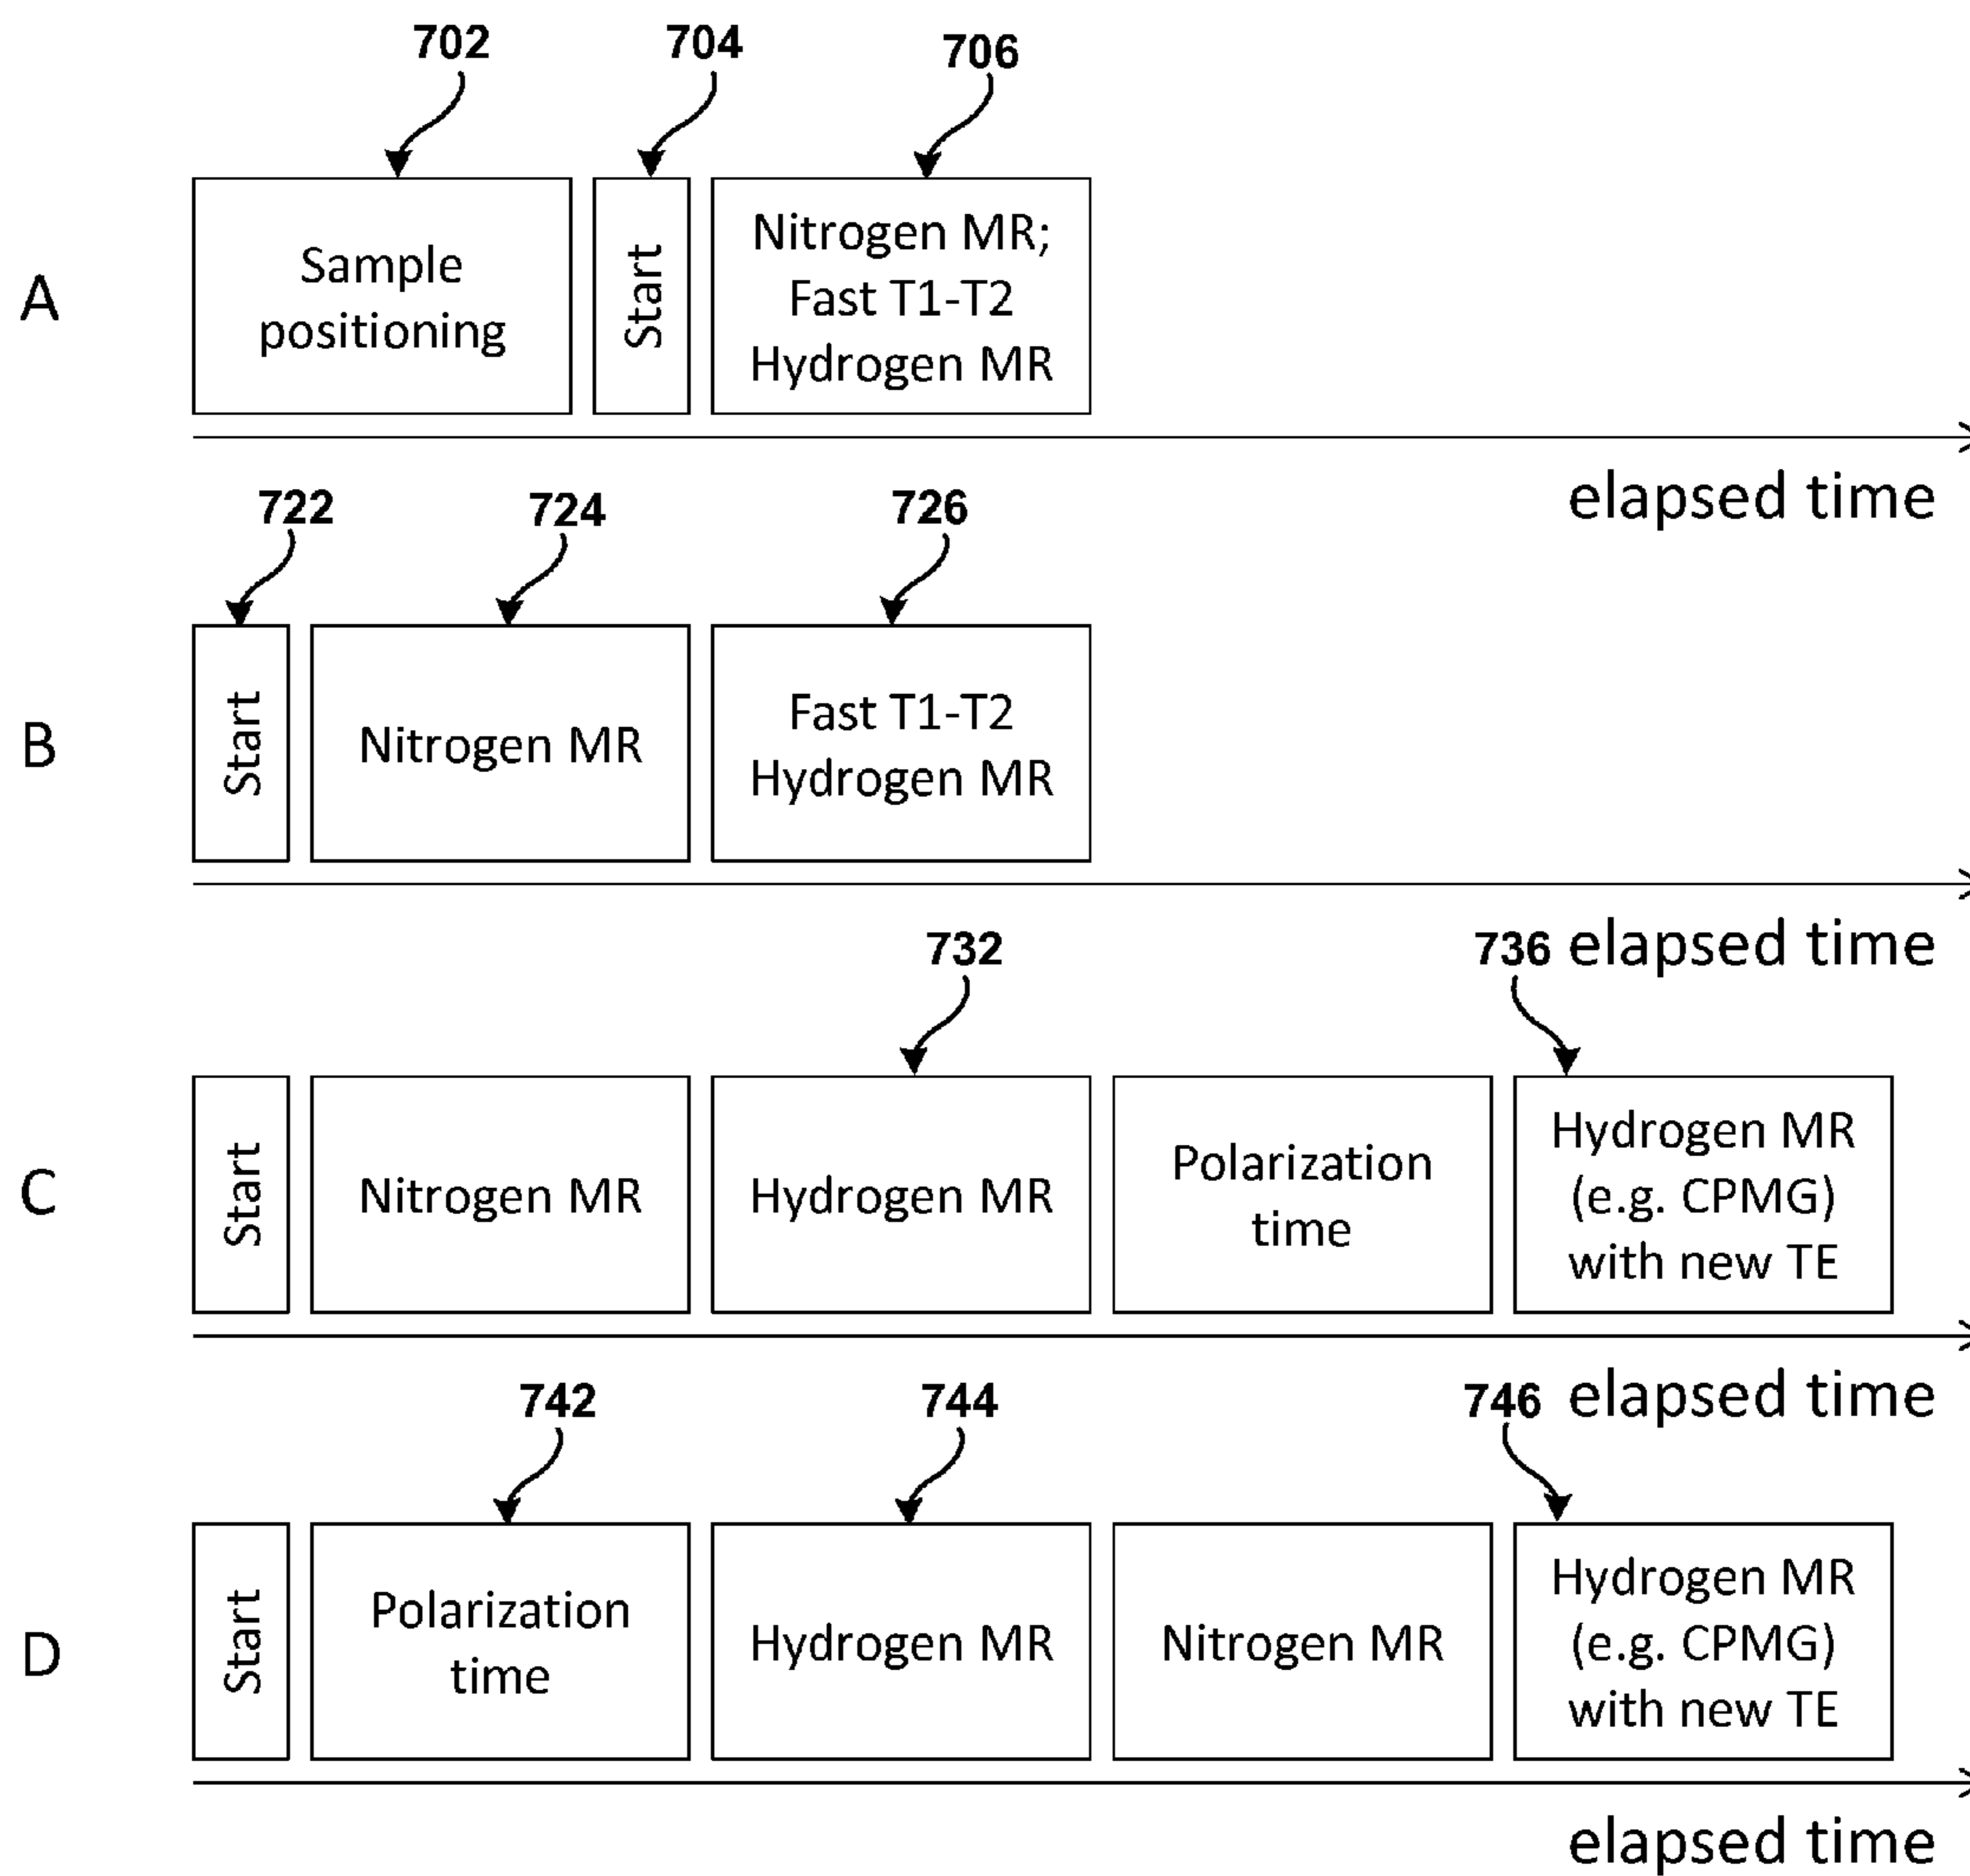 702
704
706
A
Sample
positioning
Start
Nitrogen MR;
Fast T1-T2
Hydrogen MR
elapsed time
722
724
726
B
Start
Nitrogen MR
Fast T1-T2
Hydrogen MR
elapsed time
732
736
C
Start
Nitrogen MR
Hydrogen MR
Polarization
time
Hydrogen MR
(e.g. CPMG)
with new TE
elapsed time
742
744
746
D
Start
Polarization
time
Hydrogen MR
Nitrogen MR
Hydrogen MR
(e.g. CPMG)
with new TE
elapsed time